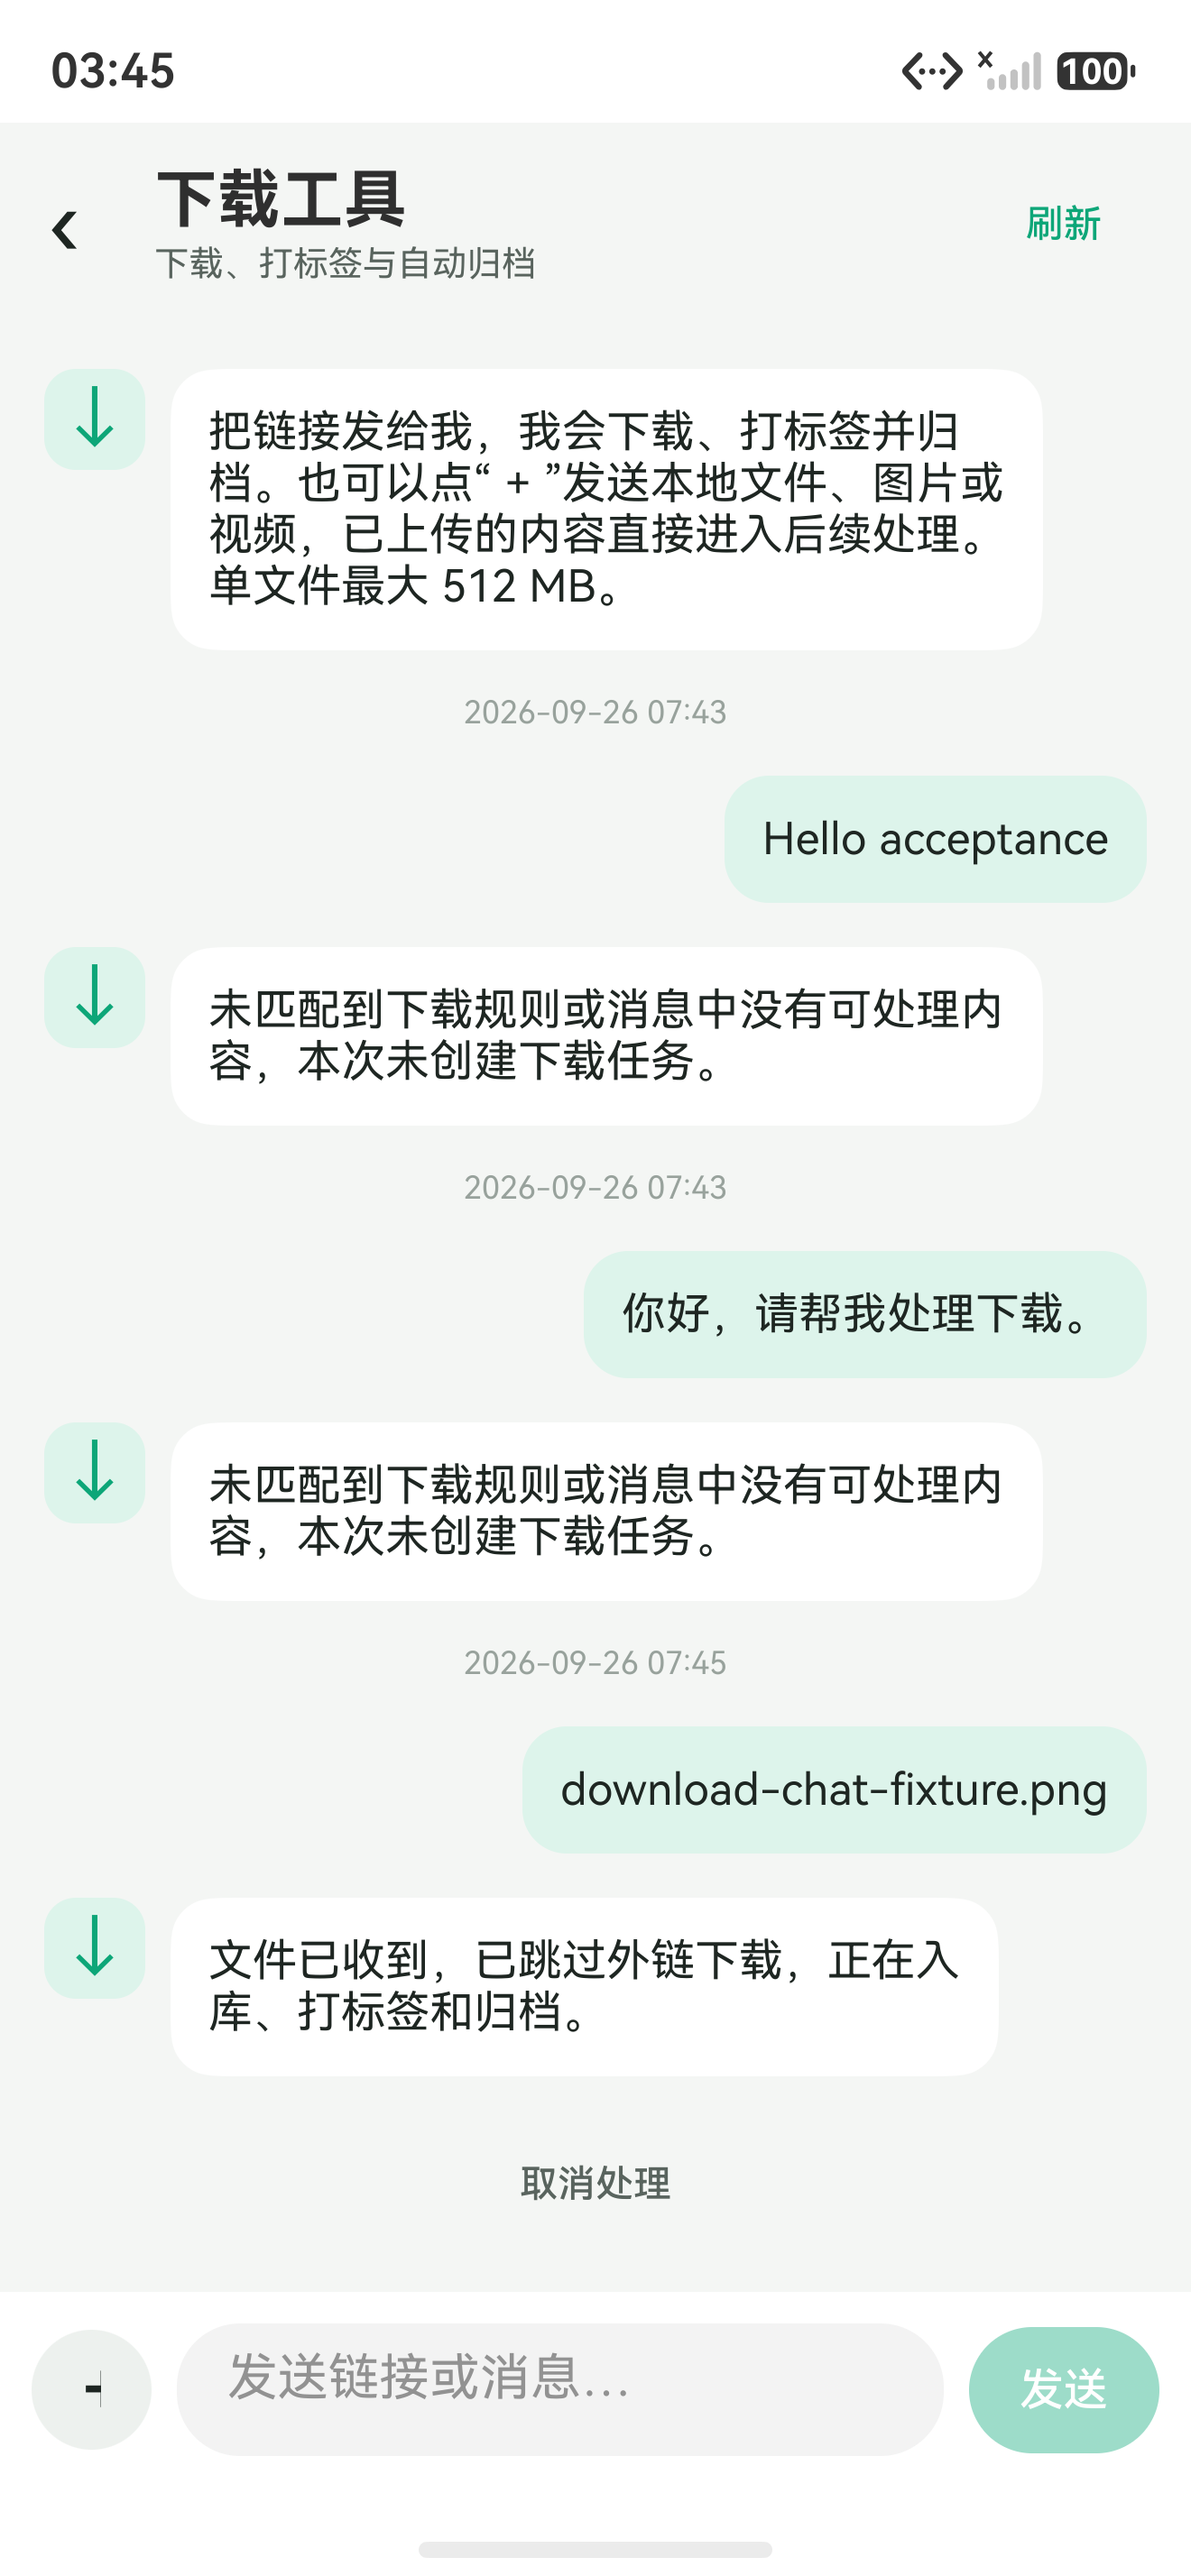 03:45
100
下载工具
下载、打标签与自动归档
刷新
把链接发给我，我会下载、打标签并归
档。也可以点“ + ”发送本地文件、图片或
视频，已上传的内容直接进入后续处理。
单文件最大 512 MB。
2026-09-26 07:43
Hello acceptance
未匹配到下载规则或消息中没有可处理内
容，本次未创建下载任务。
2026-09-26 07:43
你好，请帮我处理下载。
未匹配到下载规则或消息中没有可处理内
容，本次未创建下载任务。
2026-09-26 07:45
download-chat-fixture.png
文件已收到，已跳过外链下载，正在入
库、打标签和归档。
取消处理
发送链接或消息...
发送